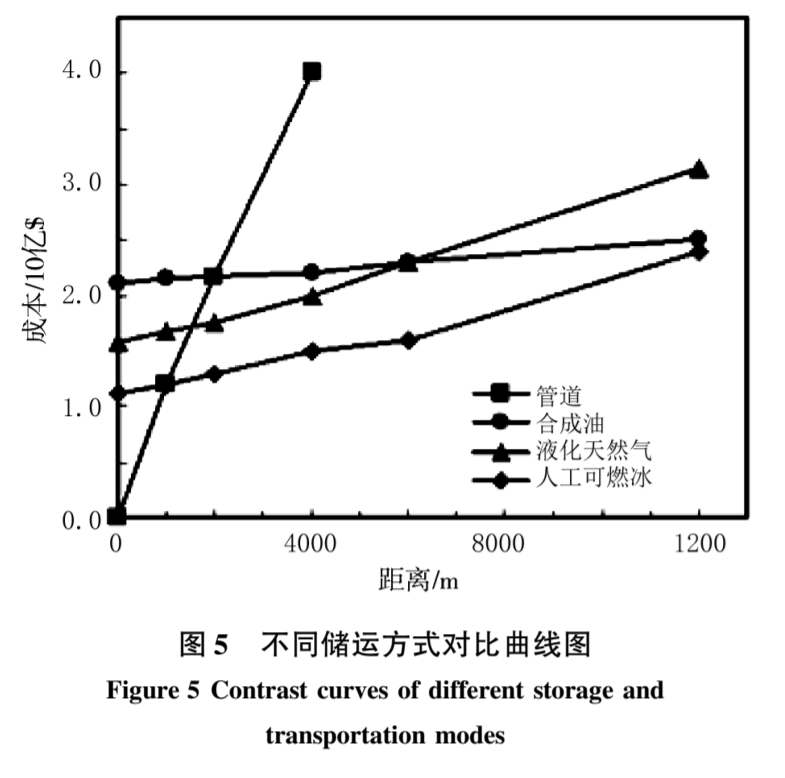 4.0
3.0
2.0
1.0
0.0
成本/10亿$
0
4000
8000
1200
距离/m
管道
合成油
液化天然气
人工可燃冰
图 5 不同储运方式对比曲线图
Figure 5 Contrast curves of different storage and
transportation modes